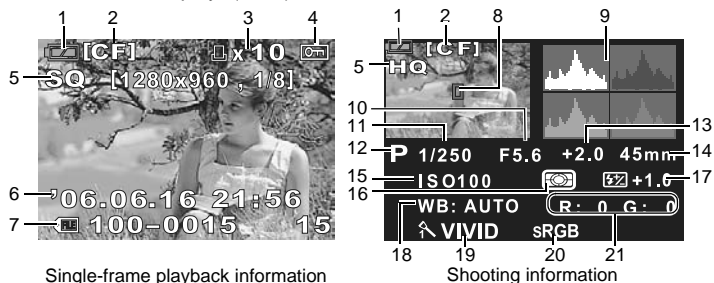 1 2 3 4
[CF] x10
5 SQ [1280x960 , 1/8]
6 '06.06.16 21:56
7 FILE 100-0015 15
Single-frame playback information
1 2 8 9
[CF]
5 HQ
10
11 13
12 P 1/250 F5.6 +2.0 45mm 14
15 ISO100 +1.0 17
16
18 WB: AUTO R: 0 G: 0
1 VIVID sRGB
19 20 21
Shooting information